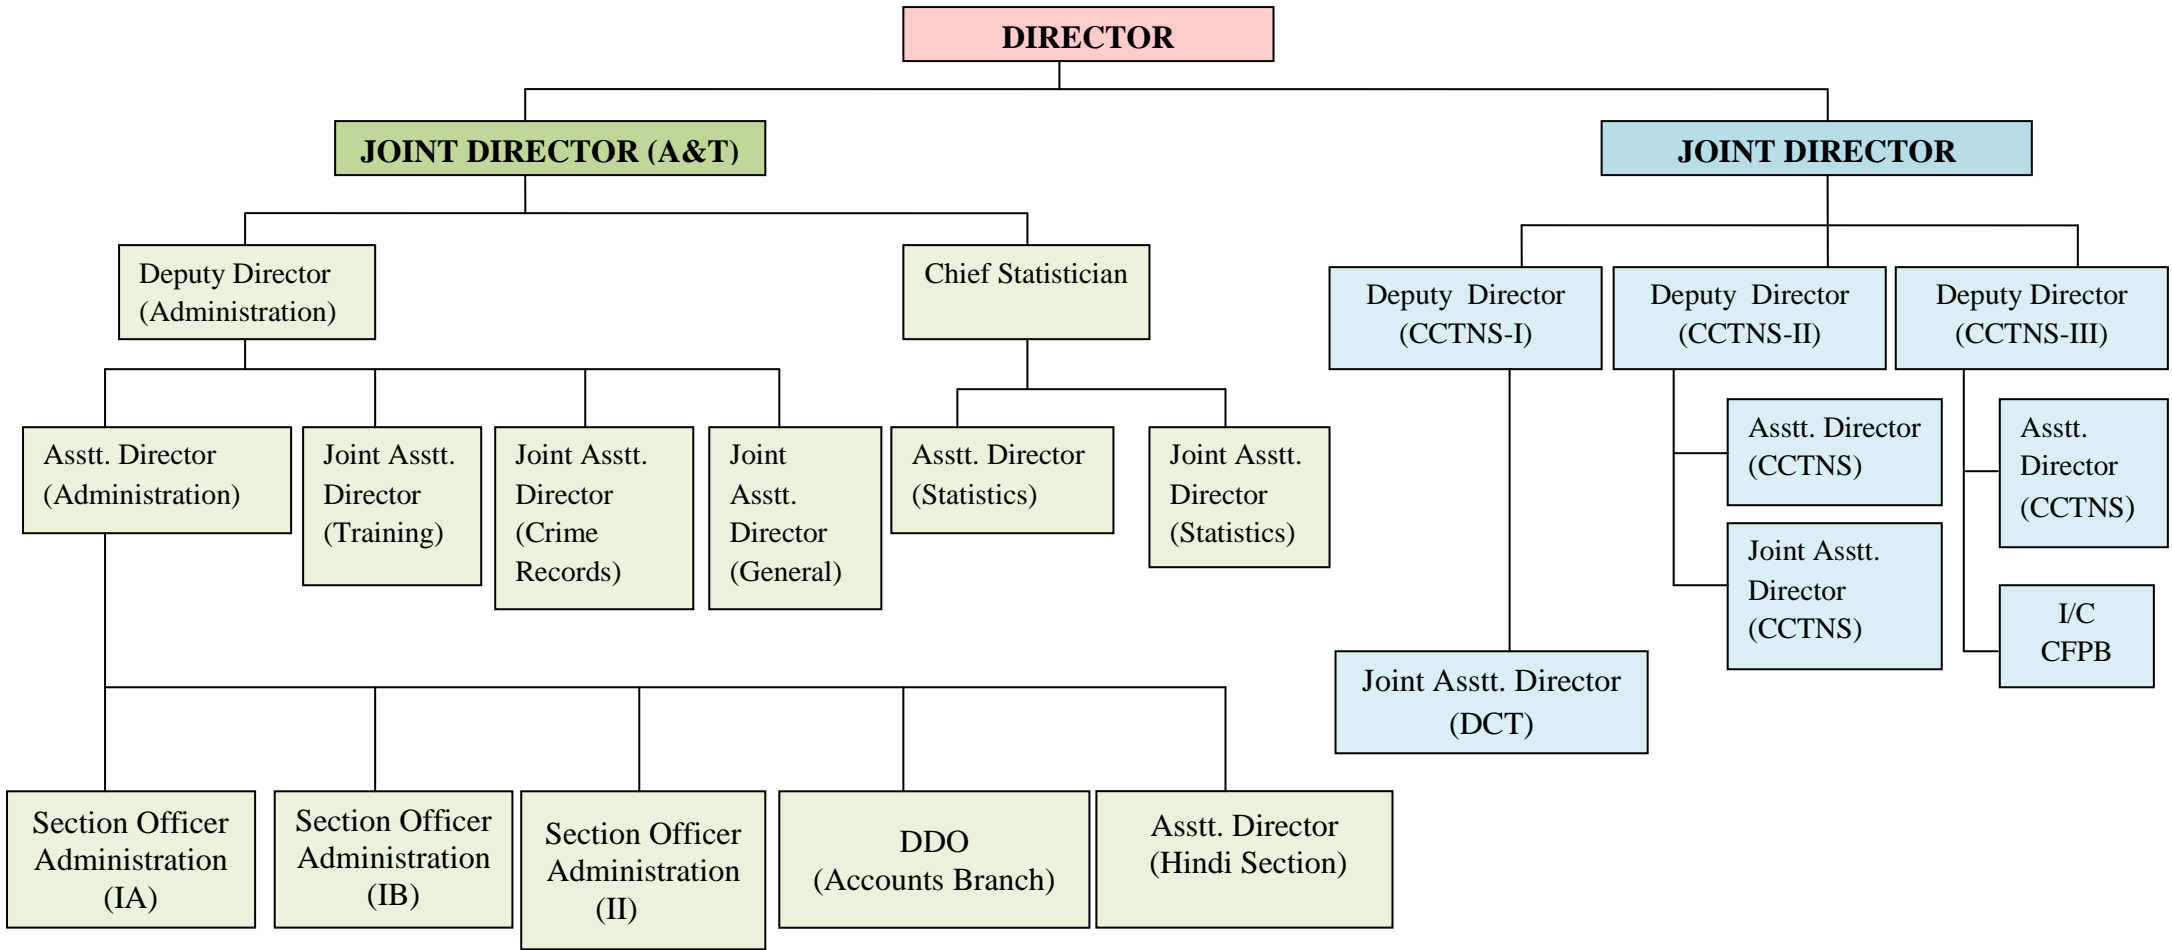 DIRECTOR
JOINT DIRECTOR (A&T)
JOINT DIRECTOR
Deputy Director
(Administration)
Chief Statistician
Deputy Director
(CCTNS-I)
Deputy Director
(CCTNS-II)
Deputy Director
(CCTNS-III)
Asstt. Director
(Administration)
Joint Asstt.
Director
(Training)
Joint Asstt.
Director
(Crime
Records)
Joint
Asstt.
Director
(General)
Asstt. Director
(Statistics)
Joint Asstt.
Director
(Statistics)
Asstt. Director
(CCTNS)
Joint Asstt.
Director
(CCTNS)
Asstt.
Director
(CCTNS)
I/C
CFPB
Joint Asstt. Director
(DCT)
Section Officer
Administration
(IA)
Section Officer
Administration
(IB)
Section Officer
Administration
(II)
DDO
(Accounts Branch)
Asstt. Director
(Hindi Section)